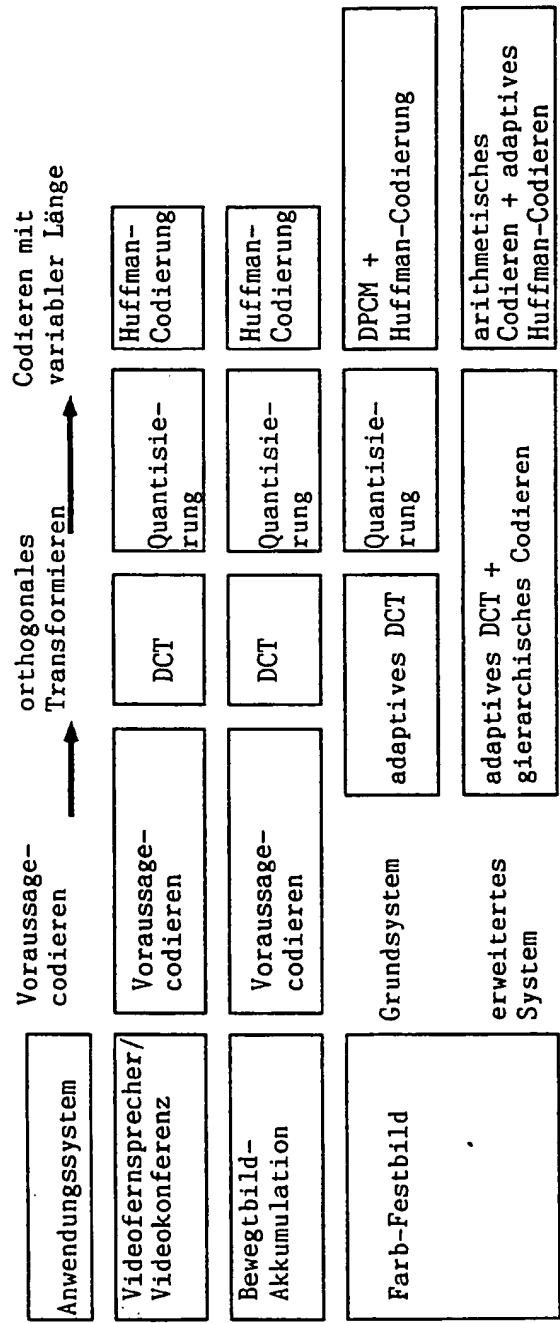 Anwendungssystem
Voraussage-
codieren
orthogonales
Transformieren
Codieren mit
variabler Länge
Videofernsprecher/
Videokonferenz
Voraussage-
codieren
DCT
Quantisie-
rung
Huffman-
Codierung
Bewegtbild-
Akkumulation
Voraussage-
codieren
DCT
Quantisie-
rung
Huffman-
Codierung
Farb-Festbild
Grundsystem
adaptives DCT
Quantisie-
rung
DPCM +
Huffman-Codierung
erweitertes
System
adaptives DCT +
gierarchisches Codieren
arithmetisches
Codieren + adaptives
Huffman-Codieren